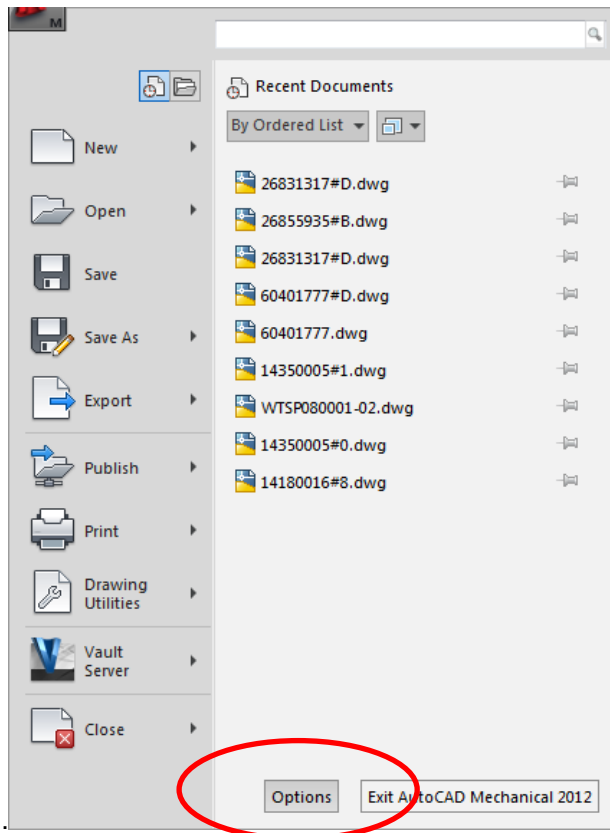 M
Recent Documents
By Ordered List
New
Open
Save
Save As
Export
Publish
Print
Drawing
Utilities
Vault
Server
Close
26831317#D.dwg
26855935#B.dwg
26831317#D.dwg
60401777#D.dwg
60401777.dwg
14350005#1.dwg
WTSP080001-02.dwg
14350005#0.dwg
14180016#8.dwg
Options
Exit AutoCAD Mechanical 2012
.